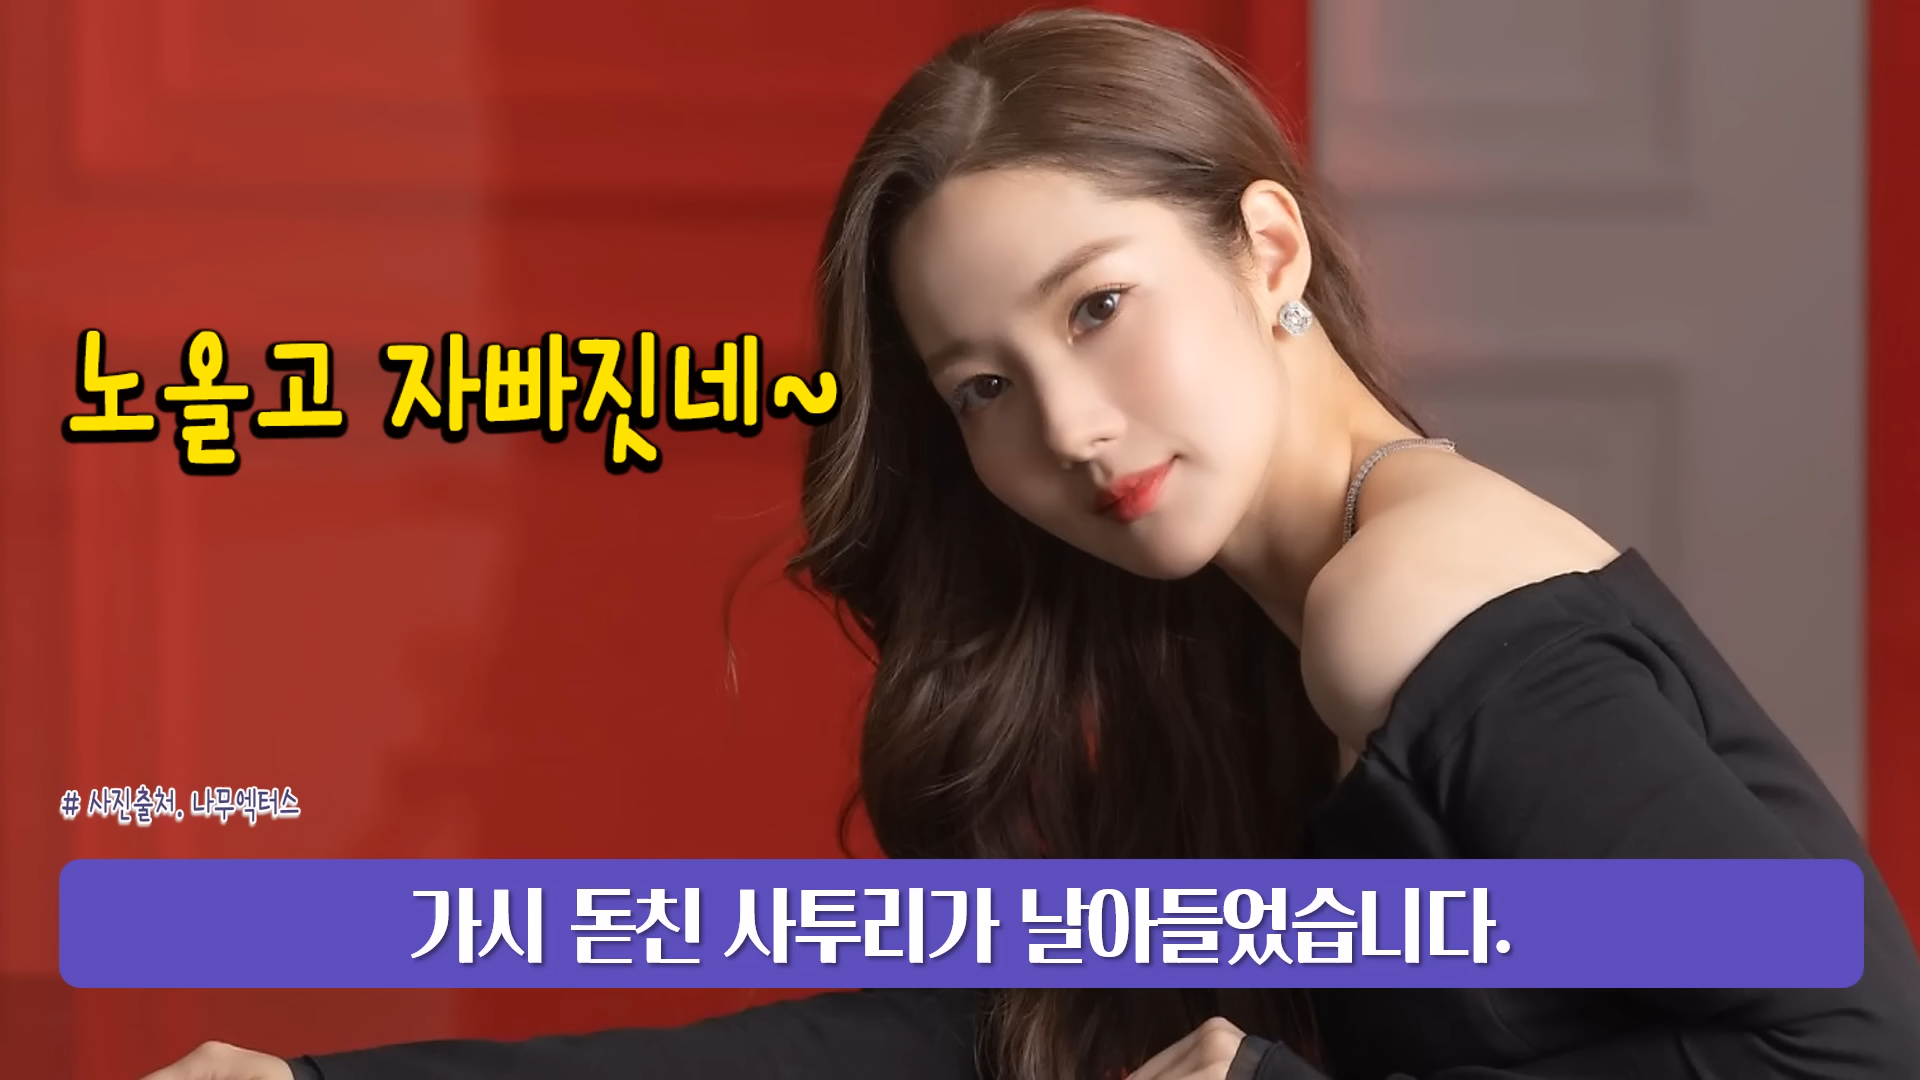 노올고 자빠짓네~
# 사진출처. 나무엑터스
가시 돋친 사투리가 날아들었습니다.